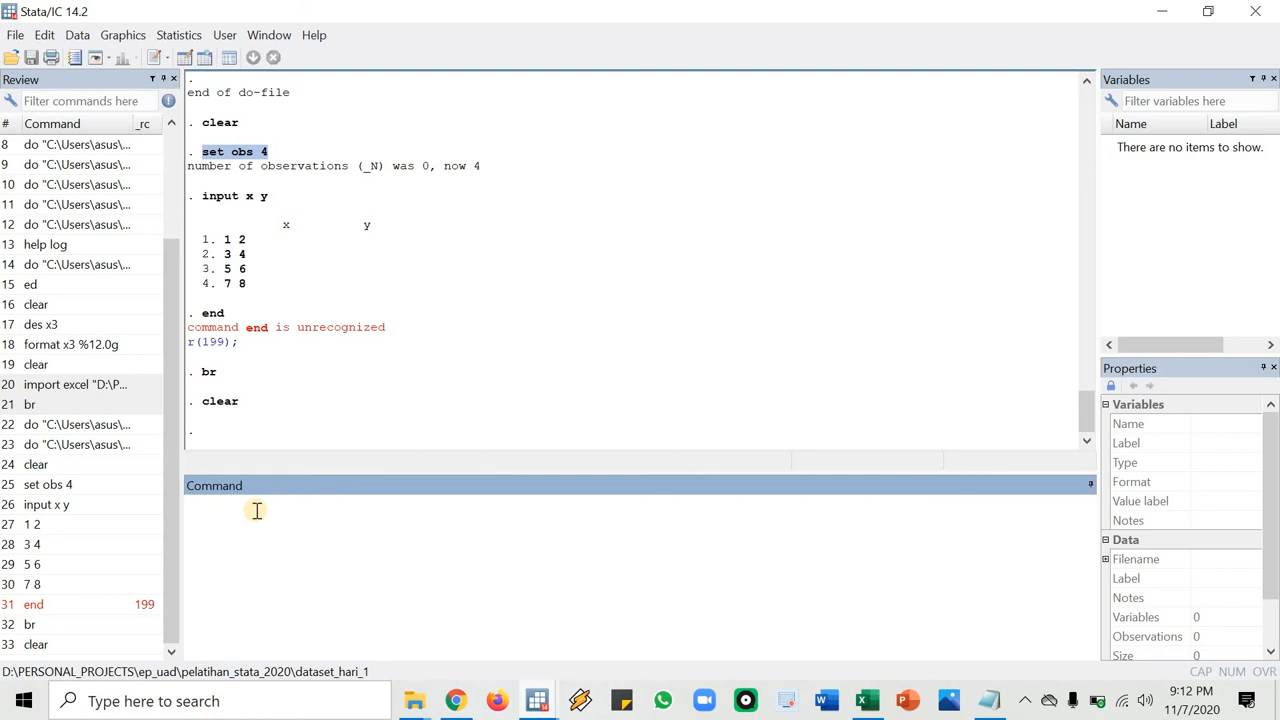 Stata/IC 14.2
File Edit Data Graphics Statistics User Window Help
Review
Filter commands here
# Command _rc
8 do "C:\Users\asus\...
9 do "C:\Users\asus\...
10 do "C:\Users\asus\...
11 do "C:\Users\asus\...
12 do "C:\Users\asus\...
13 help log
14 do "C:\Users\asus\...
15 ed
16 clear
17 des x3
18 format x3 %12.0g
19 clear
20 import excel "D:\P...
21 br
22 do "C:\Users\asus\...
23 do "C:\Users\asus\...
24 clear
25 set obs 4
26 input x y
27 1 2
28 3 4
29 5 6
30 7 8
31 end 199
32 br
33 clear
.
end of do-file
. clear
. set obs 4
number of observations (_N) was 0, now 4
. input x y
x y
1. 1 2
2. 3 4
3. 5 6
4. 7 8
. end
command end is unrecognized
r(199);
. br
. clear
.
Command
Variables
Filter variables here
Name Label
There are no items to show.
Properties
Variables
Name
Label
Type
Format
Value label
Notes
Data
Filename
Label
Notes
Variables 0
Observations 0
Size 0
D:\PERSONAL_PROJECTS\ep_uad\pelatihan_stata_2020\dataset_hari_1
CAP NUM OVR
14
Type here to search
9:12 PM
11/7/2020